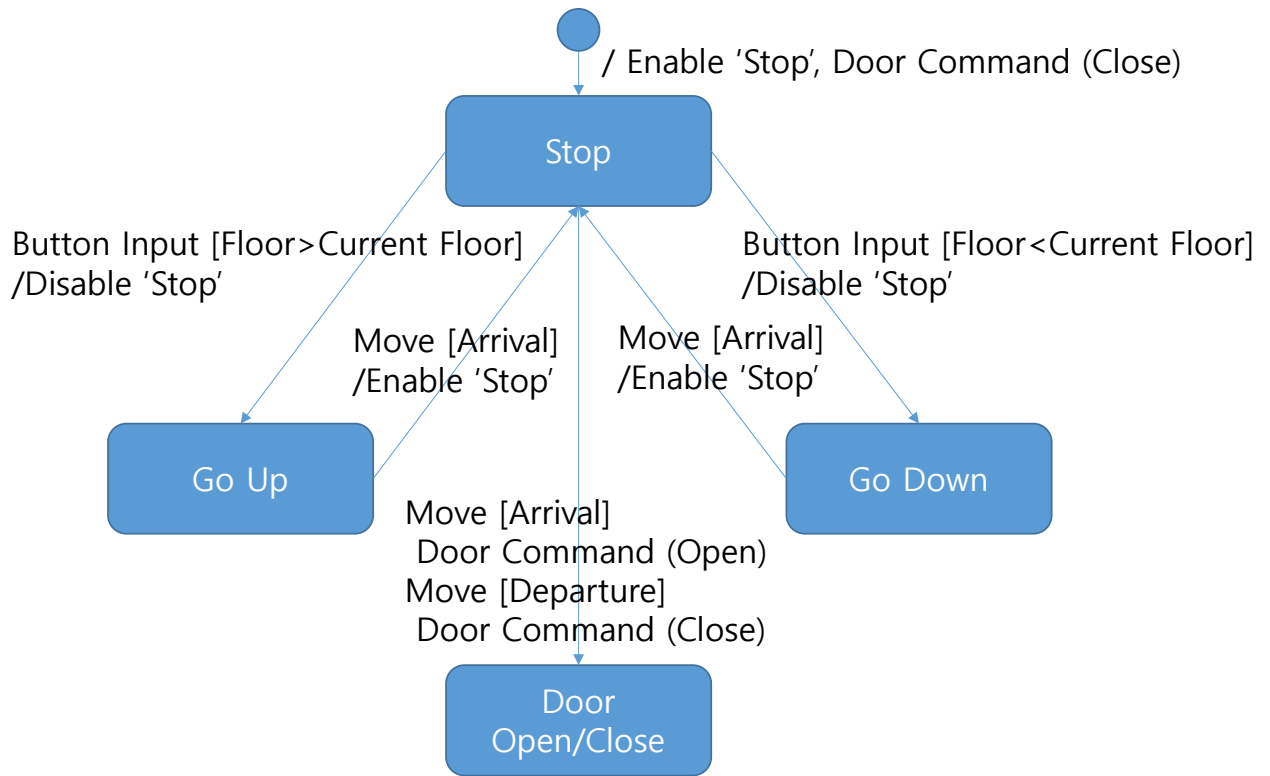 / Enable ‘Stop’, Door Command (Close)
Stop
Button Input [Floor>Current Floor]
/Disable ‘Stop’
Button Input [Floor<Current Floor]
/Disable ‘Stop’
Move [Arrival]
/Enable ‘Stop’
Move [Arrival]
/Enable ‘Stop’
Go Up
Go Down
Move [Arrival]
Door Command (Open)
Move [Departure]
Door Command (Close)
Door
Open/Close